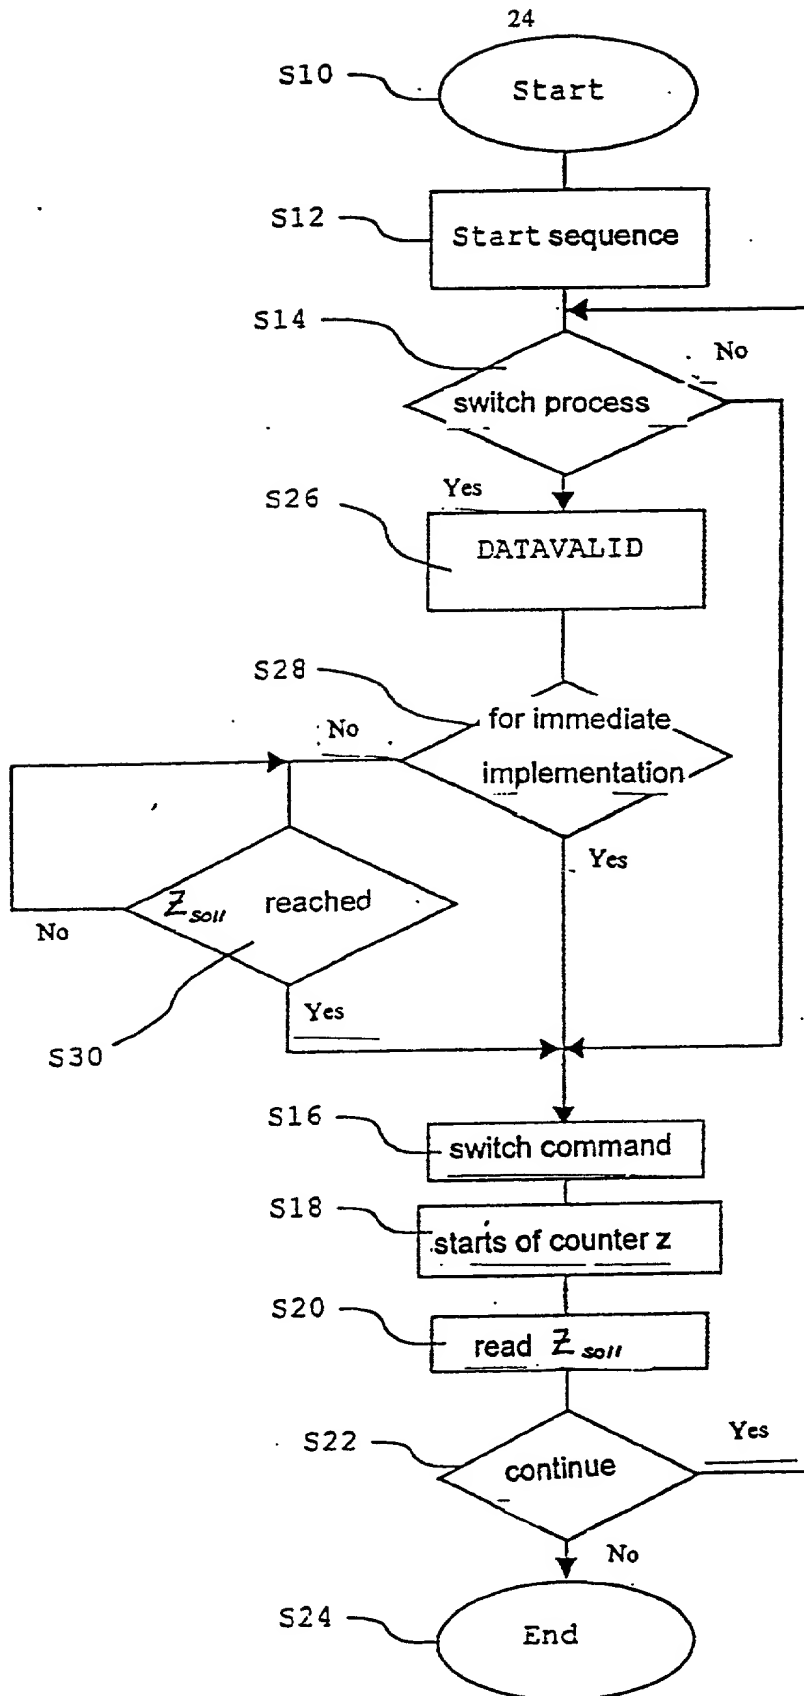 24
S10
Start
S12
Start sequence
S14
No
switch process
S26
Yes
DATAVALID
S28
for immediate
No
implementation
Yes
Z soll reached
No
Yes
S30
S16
switch command
S18
starts of counter z
S20
read Z soll
S22
Yes
continue
No
S24
End